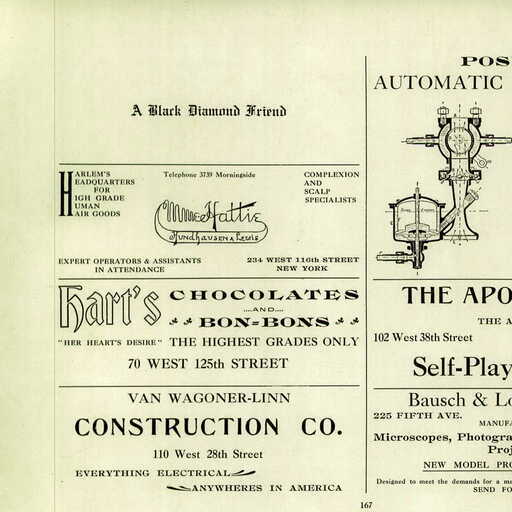 A Black Diamond Friend
HARLEM'S
HEADQUARTERS
FOR
HIGH GRADE
HUMAN
HAIR GOODS
Telephone 3739 Morningside
COMPLEXION
AND
SCALP
SPECIALISTS
Mme Hattie
Gundhausen & Lewis
EXPERT OPERATORS & ASSISTANTS
IN ATTENDANCE
234 WEST 116th STREET
NEW YORK
Hart's
CHOCOLATES
....AND....
BON=BONS
"HER HEART'S DESIRE"
THE HIGHEST GRADES ONLY
70 WEST 125th STREET
VAN WAGONER-LINN
CONSTRUCTION CO.
110 West 28th Street
EVERYTHING ELECTRICAL
ANYWHERES IN AMERICA
POS
AUTOMATIC
THE APO
THE A
102 West 38th Street
Self-Play
Bausch & Lo
225 FIFTH AVE.
MANUFA
Microscopes, Photogra
Proj
NEW MODEL PRO
Designed to meet the demands for a mo
SEND FO
167